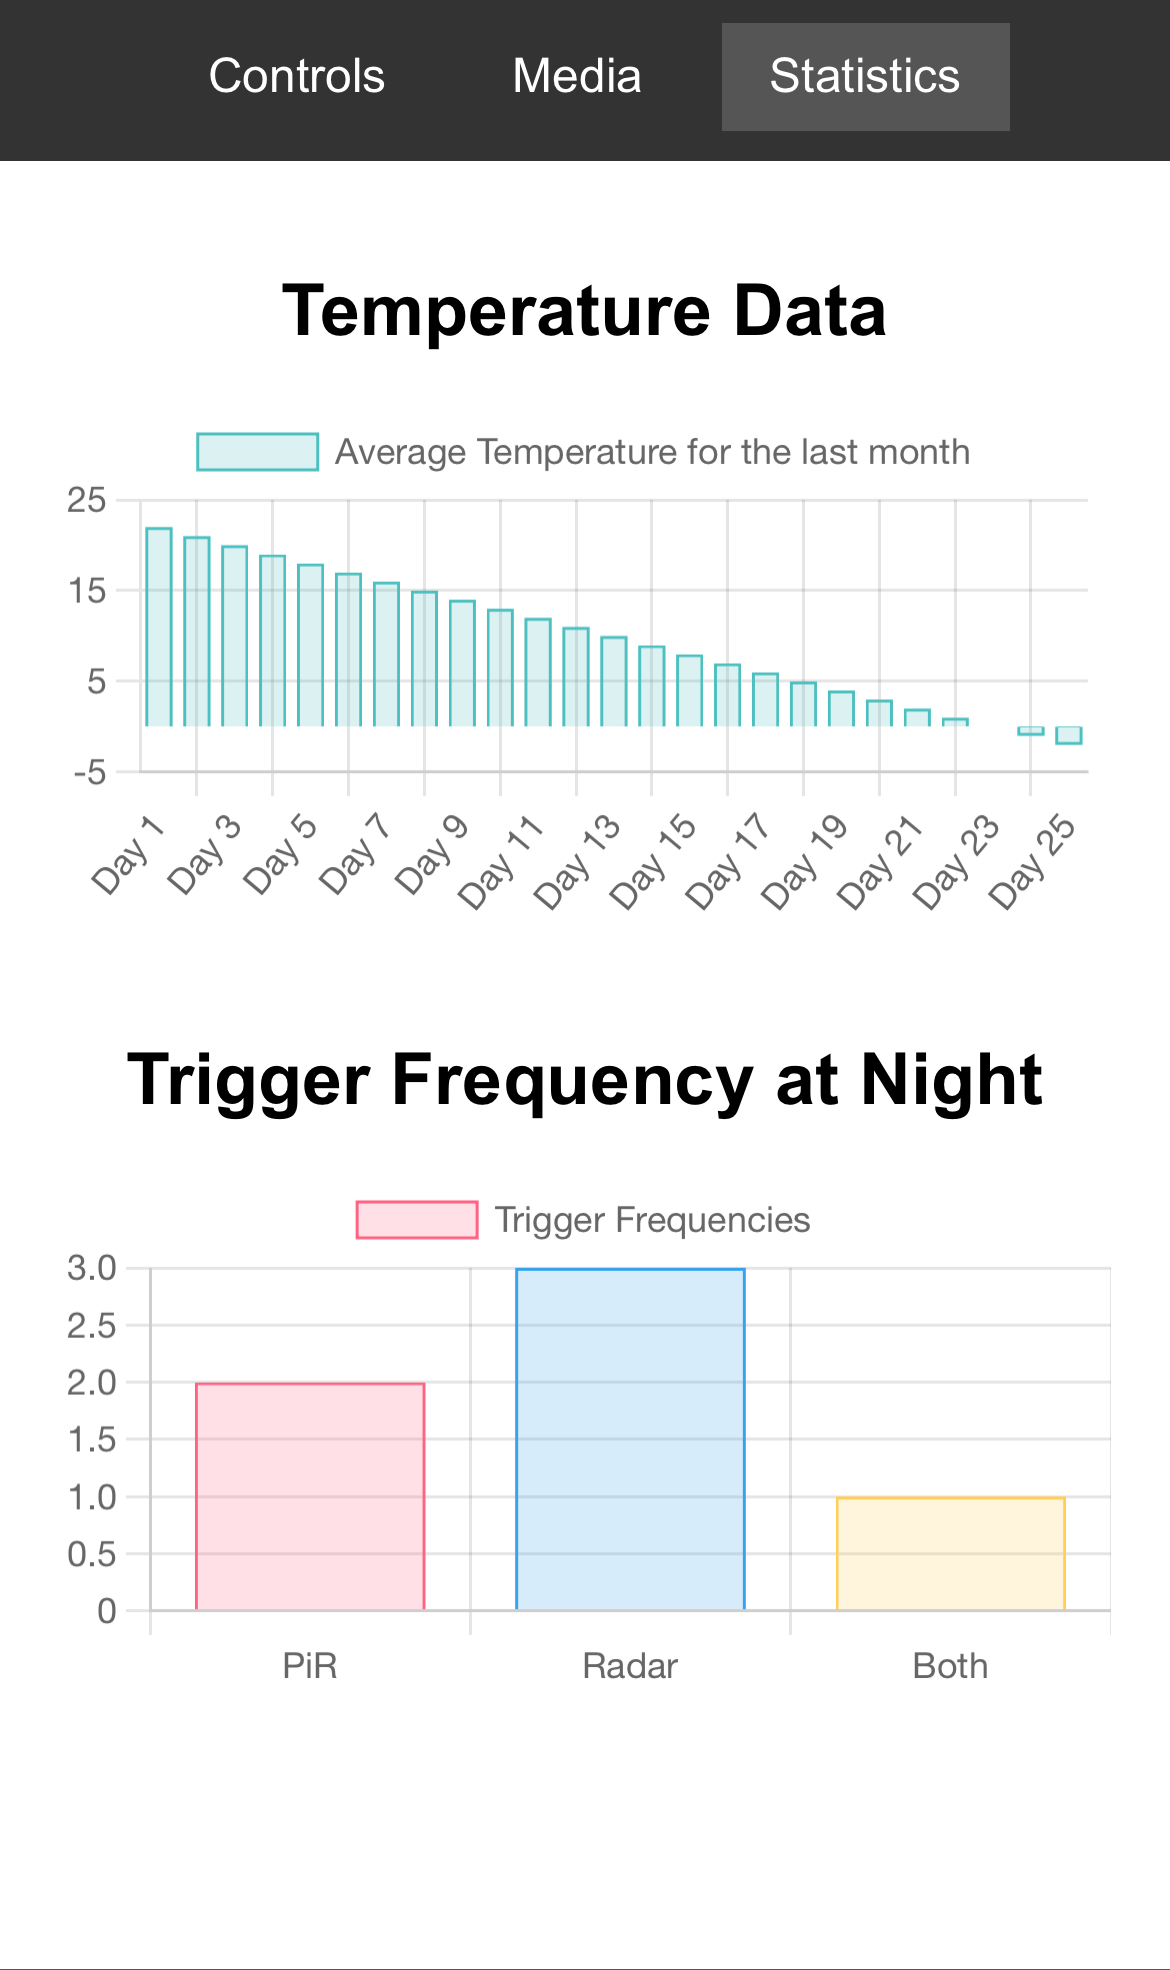 Controls Media Statistics
Temperature Data
Average Temperature for the last month
25
15
5
-5
Day 1 Day 3 Day 5 Day 7 Day 9 Day 11 Day 13 Day 15 Day 17 Day 19 Day 21 Day 23 Day 25
Trigger Frequency at Night
Trigger Frequencies
3.0
2.5
2.0
1.5
1.0
0.5
0
PiR Radar Both